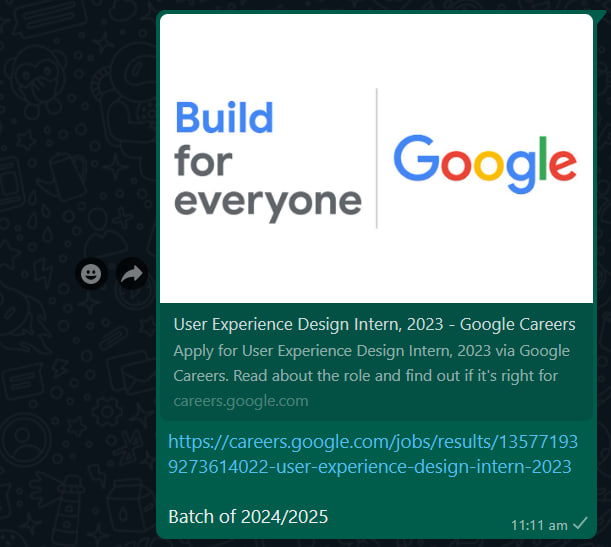 Build
for
everyone
Google
User Experience Design Intern, 2023 - Google Careers
Apply for User Experience Design Intern, 2023 via Google
Careers. Read about the role and find out if it's right for
careers.google.com
https://careers.google.com/jobs/results/13577193
9273614022-user-experience-design-intern-2023
Batch of 2024/2025
11:11 am